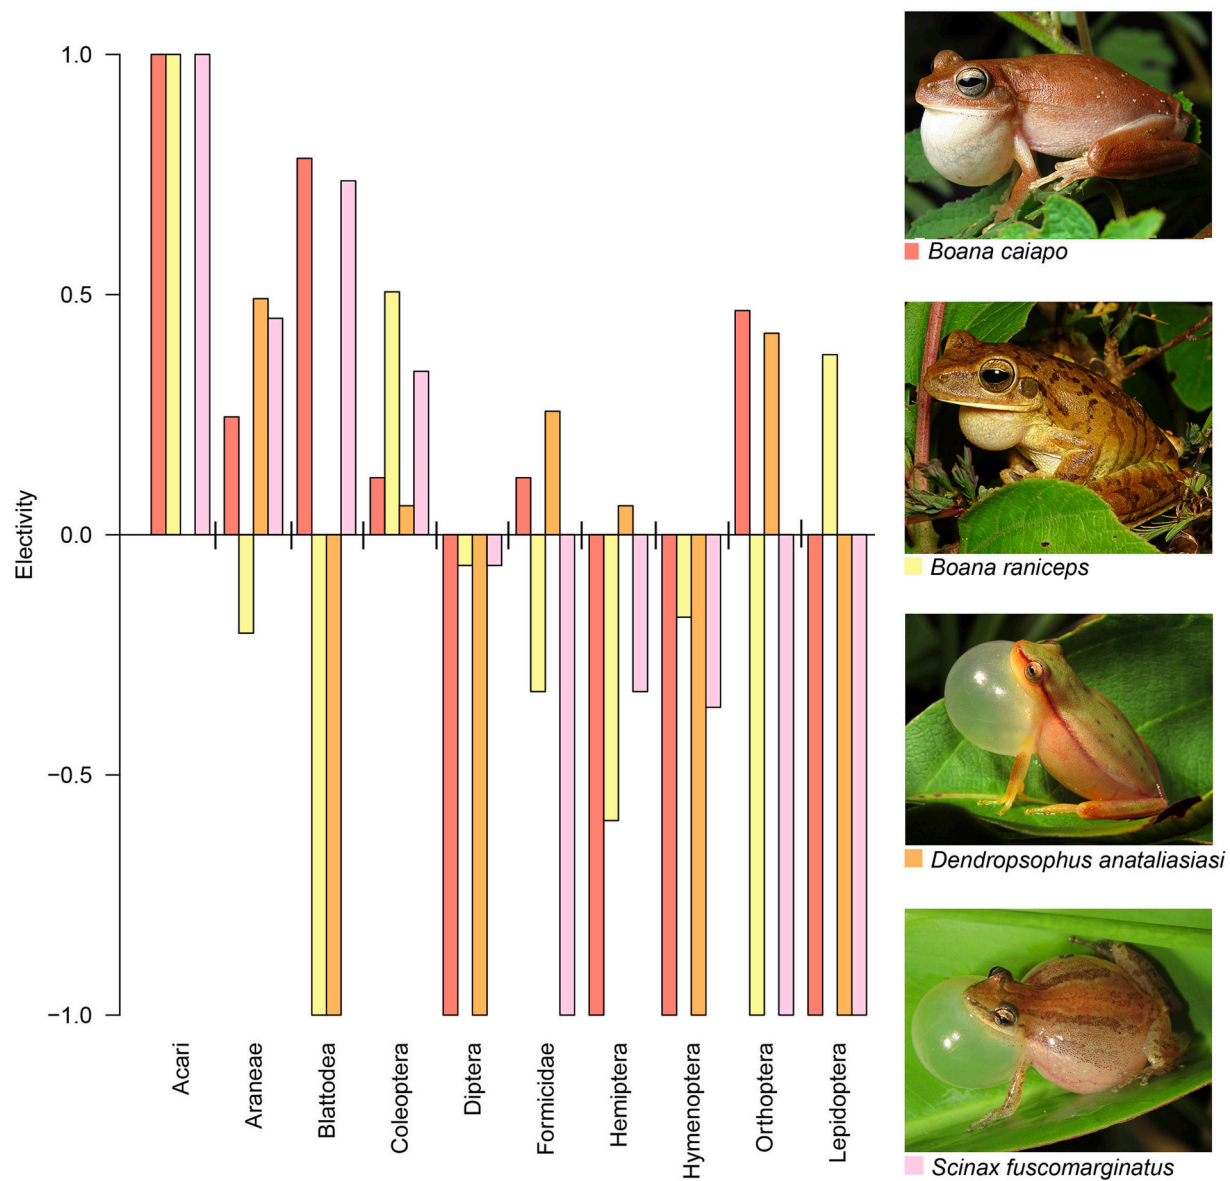 1.0
0.5
0.0
−0.5
−1.0
Electivity
Acari
Araneae
Blattodea
Coleoptera
Diptera
Formicidae
Hemiptera
Hymenoptera
Orthoptera
Lepidoptera
Boana caiapo
Boana raniceps
Dendropsophus anataliasiasi
Scinax fuscomarginatus